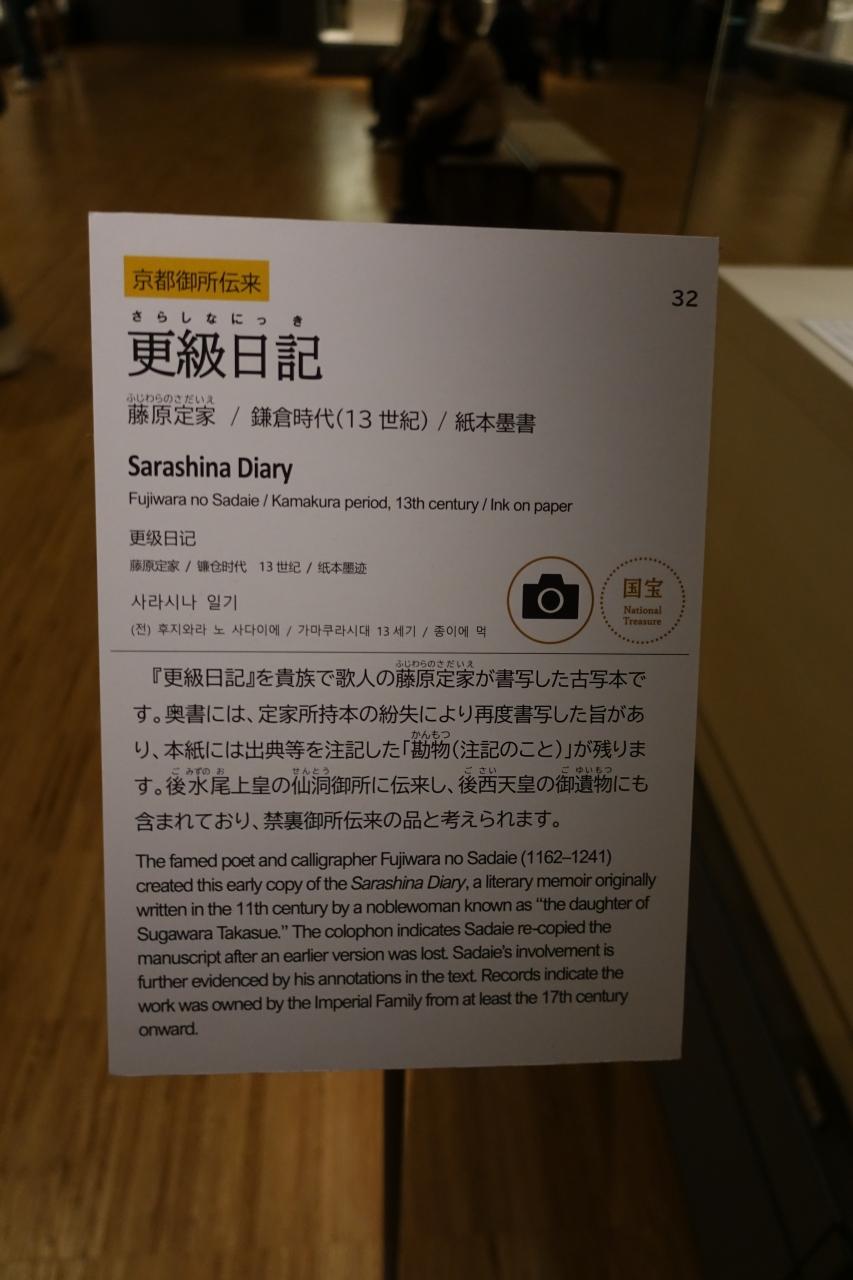 京都御所伝来
32
さらしなにっき
更級日記
ふじわらのさだいえ
藤原定家 / 鎌倉時代(13世紀) / 紙本墨書
Sarashina Diary
Fujiwara no Sadaie / Kamakura period, 13th century / Ink on paper
更级日记
藤原定家 / 镰仓时代 13世纪 / 纸本墨迹
사라시나 일기
(전) 후지와라 노 사다이에 / 가마쿠라시대 13세기 / 종이에 먹
国宝
National
Treasure
ふじわらのさだいえ
『更級日記』を貴族で歌人の藤原定家が書写した古写本で
す。奥書には、定家所持本の紛失により再度書写した旨があ
かんもつ
り、本紙には出典等を注記した「勘物(注記のこと)」が残りま
ご みずの お せんとう ご さい ご ゆいもつ
す。後水尾上皇の仙洞御所に伝来し、後西天皇の御遺物にも
含まれており、禁裏御所伝来の品と考えられます。
The famed poet and calligrapher Fujiwara no Sadaie (1162–1241)
created this early copy of the Sarashina Diary, a literary memoir originally
written in the 11th century by a noblewoman known as “the daughter of
Sugawara Takasue.” The colophon indicates Sadaie re-copied the
manuscript after an earlier version was lost. Sadaie's involvement is
further evidenced by his annotations in the text. Records indicate the
work was owned by the Imperial Family from at least the 17th century
onward.